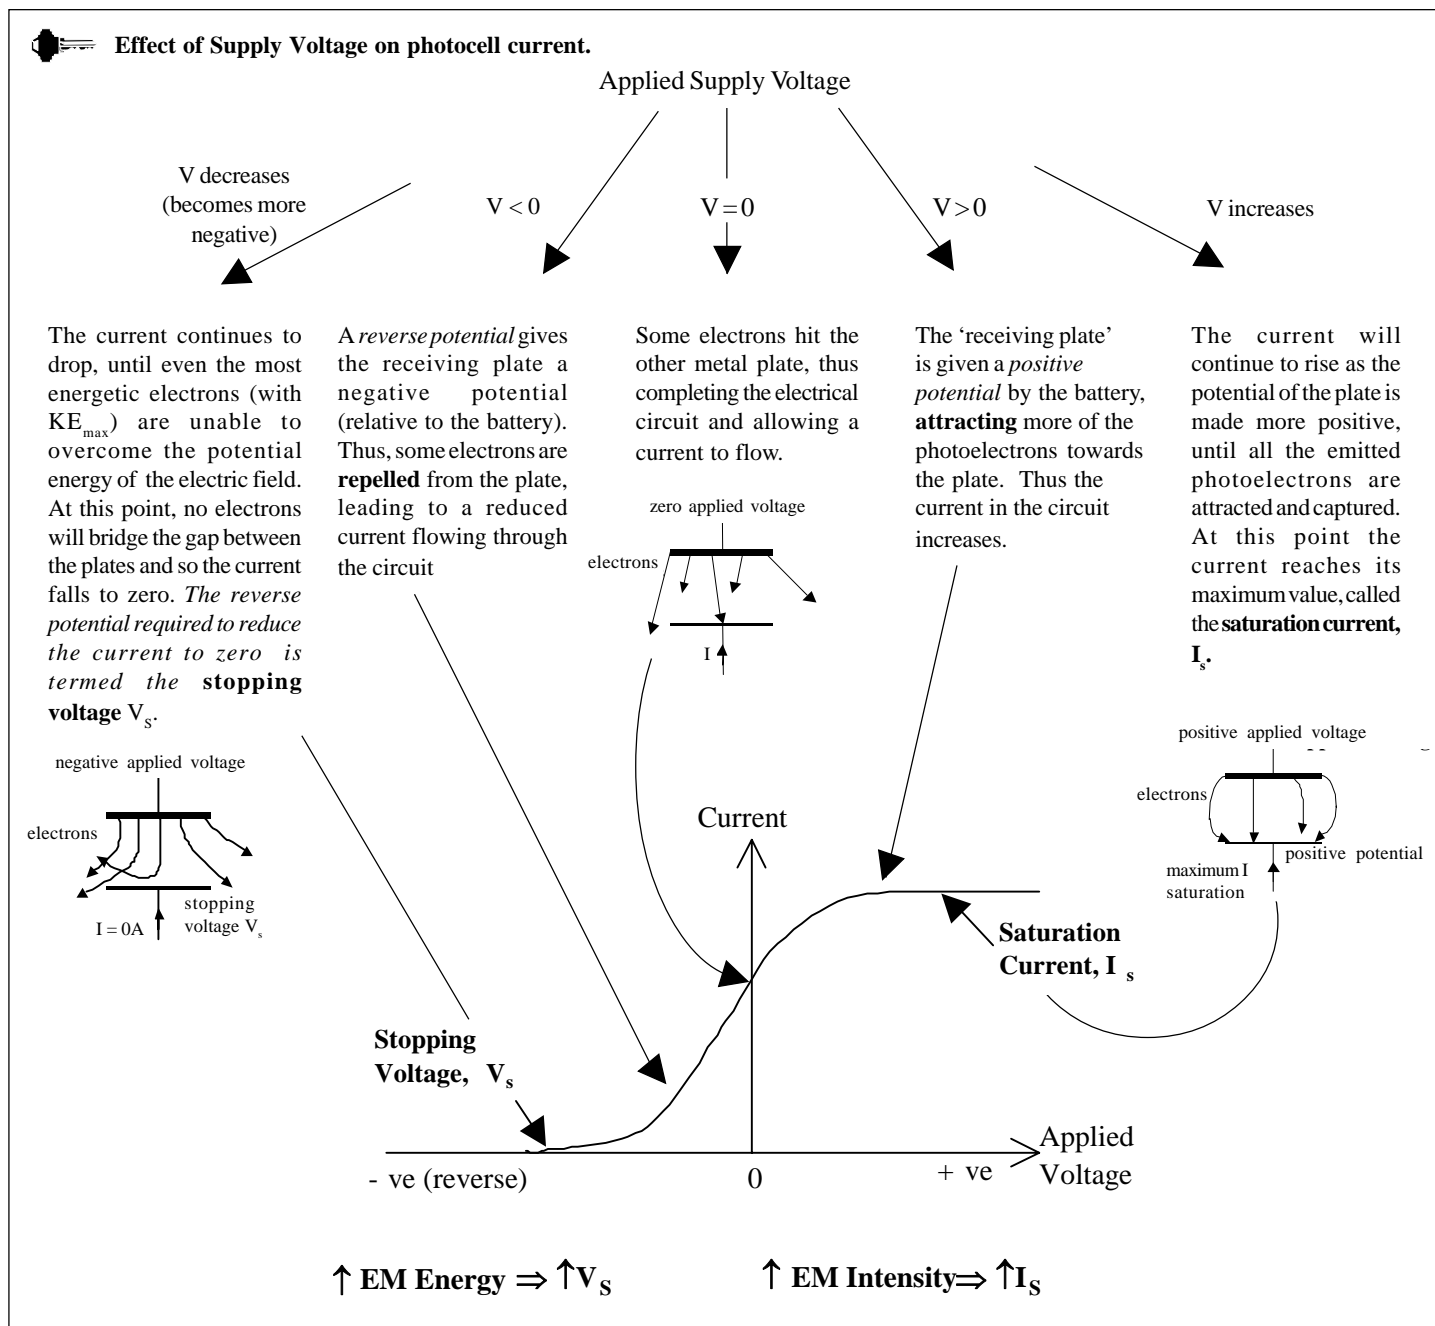 Effect of Supply Voltage on photocell current.
Applied Supply Voltage
V decreases
(becomes more
negative)
V < 0
V = 0
V > 0
V increases
The current continues to
drop, until even the most
energetic electrons (with
KEmax) are unable to
overcome the potential
energy of the electric field.
At this point, no electrons
will bridge the gap between
the plates and so the current
falls to zero. The reverse
potential required to reduce
the current to zero is
termed the stopping
voltage VS.
A reverse potential gives
the receiving plate a
negative potential
(relative to the battery).
Thus, some electrons are
repelled from the plate,
leading to a reduced
current flowing through
the circuit
Some electrons hit the
other metal plate, thus
completing the electrical
circuit and allowing a
current to flow.
The ‘receiving plate’
is given a positive
potential by the battery,
attracting more of the
photoelectrons towards
the plate. Thus the
current in the circuit
increases.
The current will
continue to rise as the
potential of the plate is
made more positive,
until all the emitted
photoelectrons are
attracted and captured.
At this point the
current reaches its
maximum value, called
the saturation current,
Is.
zero applied voltage
electrons
I
negative applied voltage
electrons
stopping
voltage Vs
I = 0A
positive applied voltage
electrons
positive potential
maximum I
saturation
Current
Saturation
Current, I s
Stopping
Voltage, Vs
Applied
Voltage
- ve (reverse)
0
+ ve
↑ EM Energy ⇒ ↑VS
↑ EM Intensity⇒ ↑IS